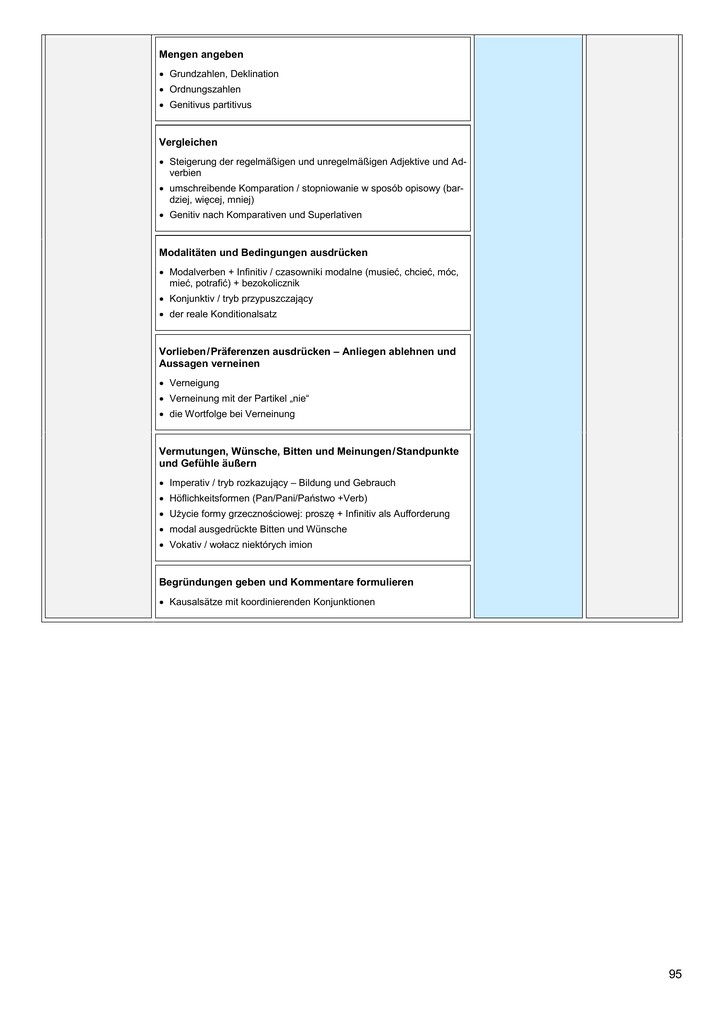 Mengen angeben
• Grundzahlen, Deklination
• Ordnungszahlen
• Genitivus partitivus
Vergleichen
• Steigerung der regelmäßigen und unregelmäßigen Adjektive und Ad-
verbien
• umschreibende Komparation / stopniowanie w sposób opisowy (bar-
dziej, więcej, mniej)
• Genitiv nach Komparativen und Superlativen
Modalitäten und Bedingungen ausdrücken
• Modalverben + Infinitiv / czasowniki modalne (musieć, chcieć, móc,
mieć, potrafić) + bezokolicznik
• Konjunktiv / tryb przypuszczający
• der reale Konditionalsatz
Vorlieben/Präferenzen ausdrücken – Anliegen ablehnen und
Aussagen verneinen
• Verneigung
• Verneinung mit der Partikel „nie“
• die Wortfolge bei Verneinung
Vermutungen, Wünsche, Bitten und Meinungen/Standpunkte
und Gefühle äußern
• Imperativ / tryb rozkazujący – Bildung und Gebrauch
• Höflichkeitsformen (Pan/Pani/Państwo +Verb)
• Użycie formy grzecznościowej: proszę + Infinitiv als Aufforderung
• modal ausgedrückte Bitten und Wünsche
• Vokativ / wołacz niektórych imion
Begründungen geben und Kommentare formulieren
• Kausalsätze mit koordinierenden Konjunktionen
95